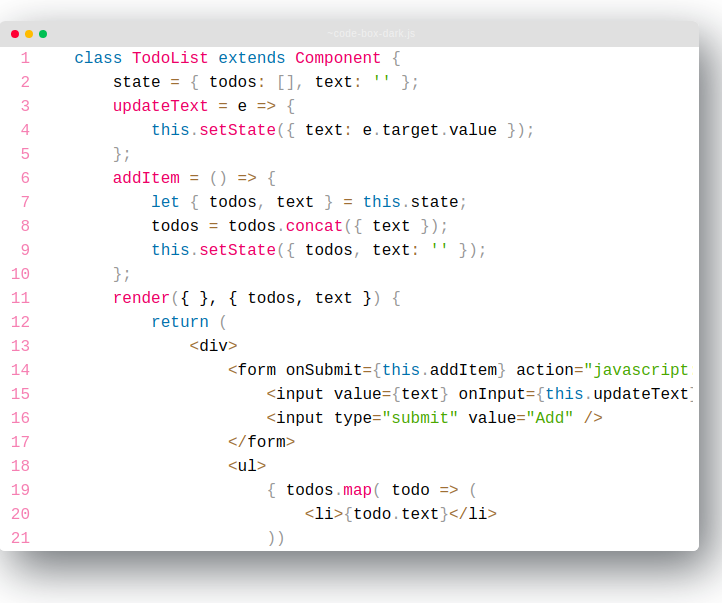 ~code-box-dark.js
1 class TodoList extends Component {
2 state = { todos: [], text: '' };
3 updateText = e => {
4 this.setState({ text: e.target.value });
5 };
6 addItem = () => {
7 let { todos, text } = this.state;
8 todos = todos.concat({ text });
9 this.setState({ todos, text: '' });
10 };
11 render({ }, { todos, text }) {
12 return (
13 <div>
14 <form onSubmit={this.addItem} action="javascript
15 <input value={text} onInput={this.updateText}
16 <input type="submit" value="Add" />
17 </form>
18 <ul>
19 { todos.map( todo => (
20 <li>{todo.text}</li>
21 ))